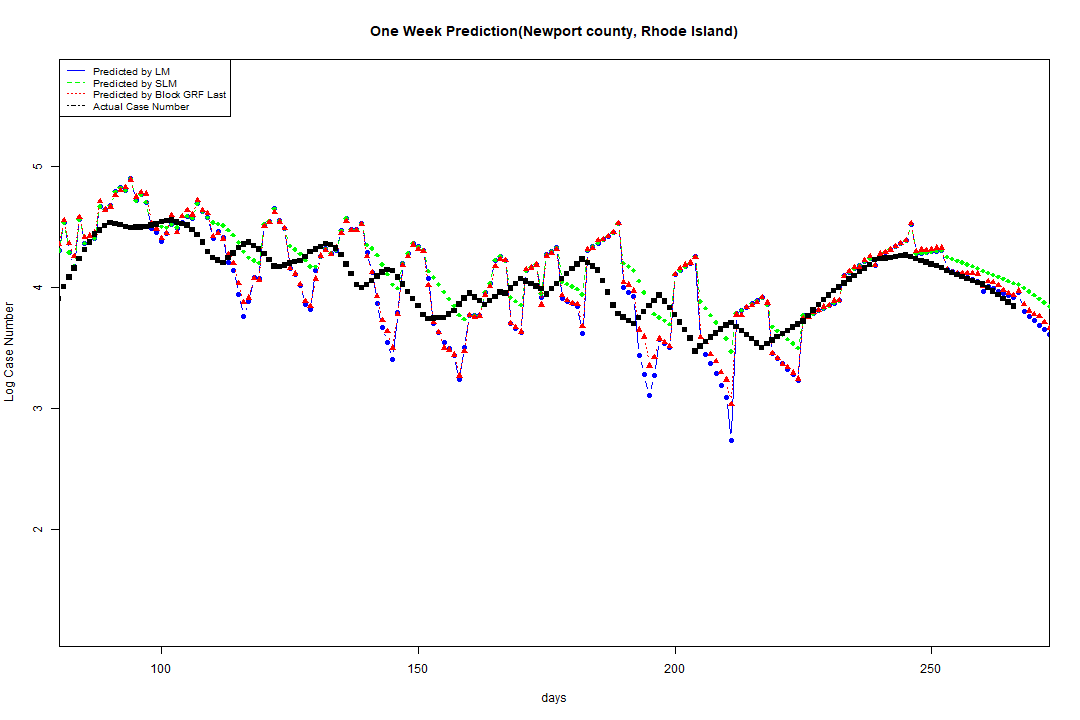 One Week Prediction(Newport county, Rhode Island)
Predicted by LM
Predicted by SLM
Predicted by Block GRF Last
Actual Case Number
5
4
3
2
Log Case Number
100
150
200
250
days